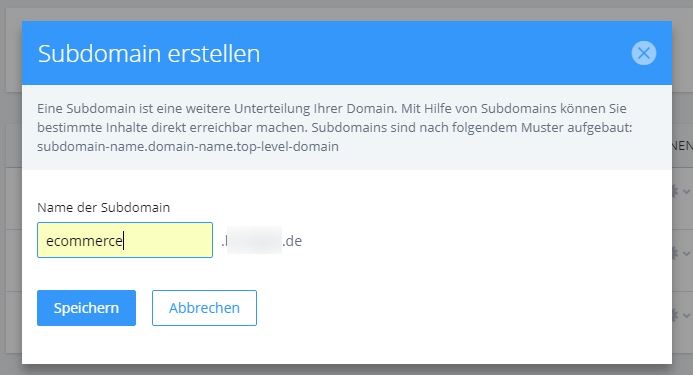 Subdomain erstellen
Eine Subdomain ist eine weitere Unterteilung Ihrer Domain. Mit Hilfe von Subdomains können Sie
bestimmte Inhalte direkt erreichbar machen. Subdomains sind nach folgendem Muster aufgebaut:
subdomain-name.domain-name.top-level-domain
Name der Subdomain
ecommerce .de
Speichern Abbrechen